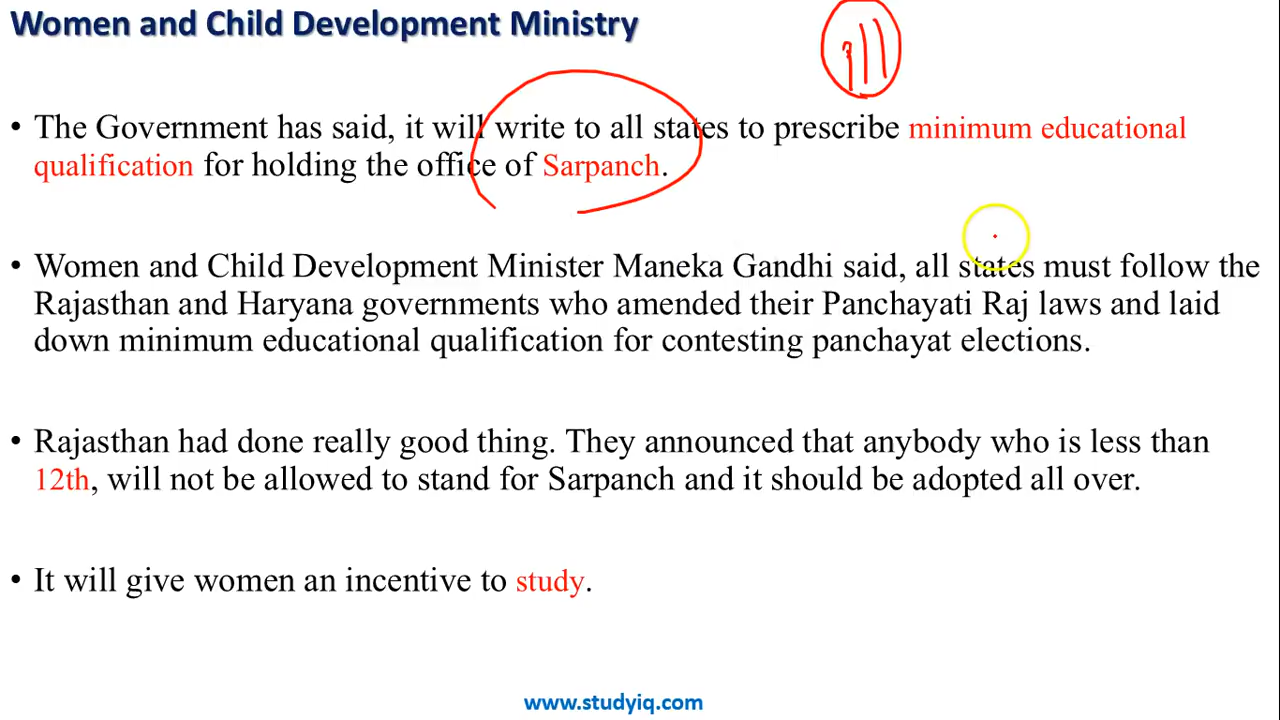 Women and Child Development Ministry
• The Government has said, it will write to all states to prescribe minimum educational
qualification for holding the office of Sarpanch.
• Women and Child Development Minister Maneka Gandhi said, all states must follow the
Rajasthan and Haryana governments who amended their Panchayati Raj laws and laid
down minimum educational qualification for contesting panchayat elections.
• Rajasthan had done really good thing. They announced that anybody who is less than
12th, will not be allowed to stand for Sarpanch and it should be adopted all over.
• It will give women an incentive to study.
www.studyiq.com